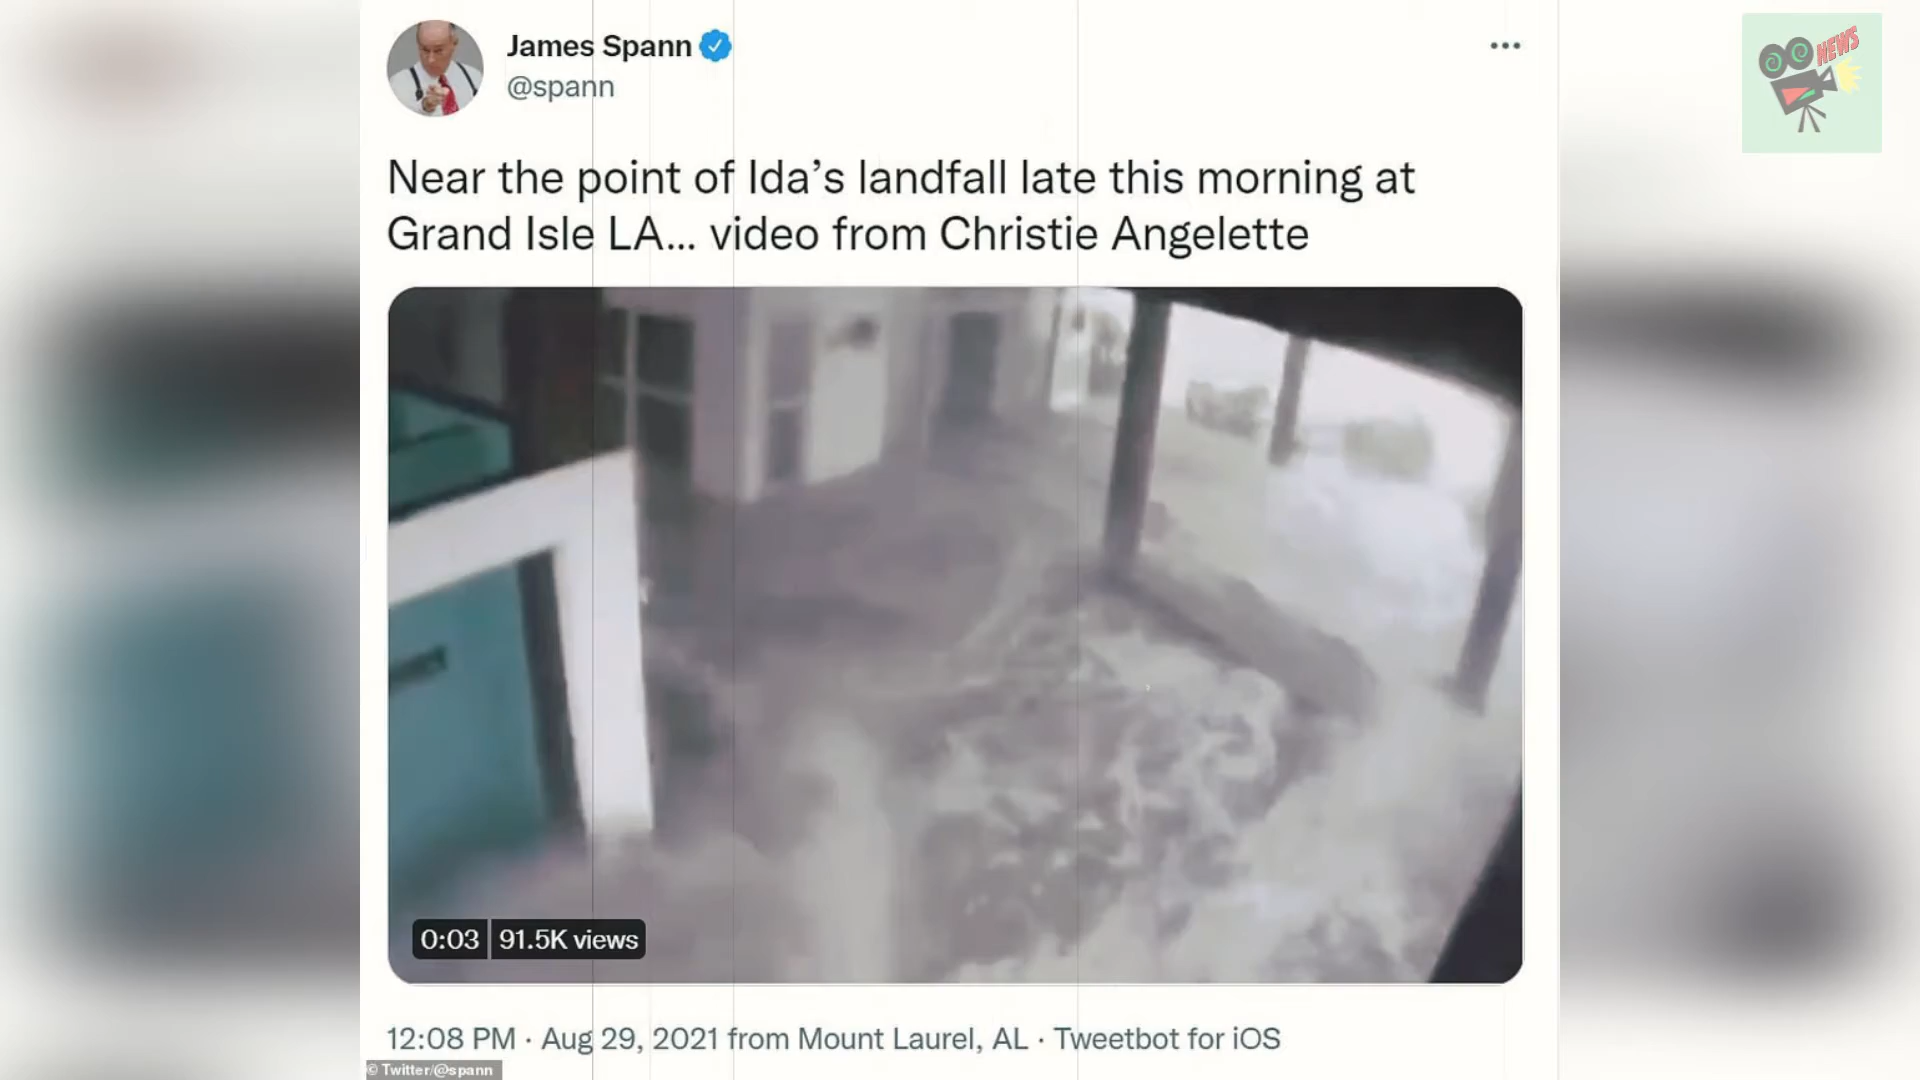 James Spann
@spann
NEWS
Near the point of Ida’s landfall late this morning at
Grand Isle LA... video from Christie Angelette
0:03 91.5K views
12:08 PM · Aug 29, 2021 from Mount Laurel, AL · Tweetbot for iOS
© Twitter/@spann